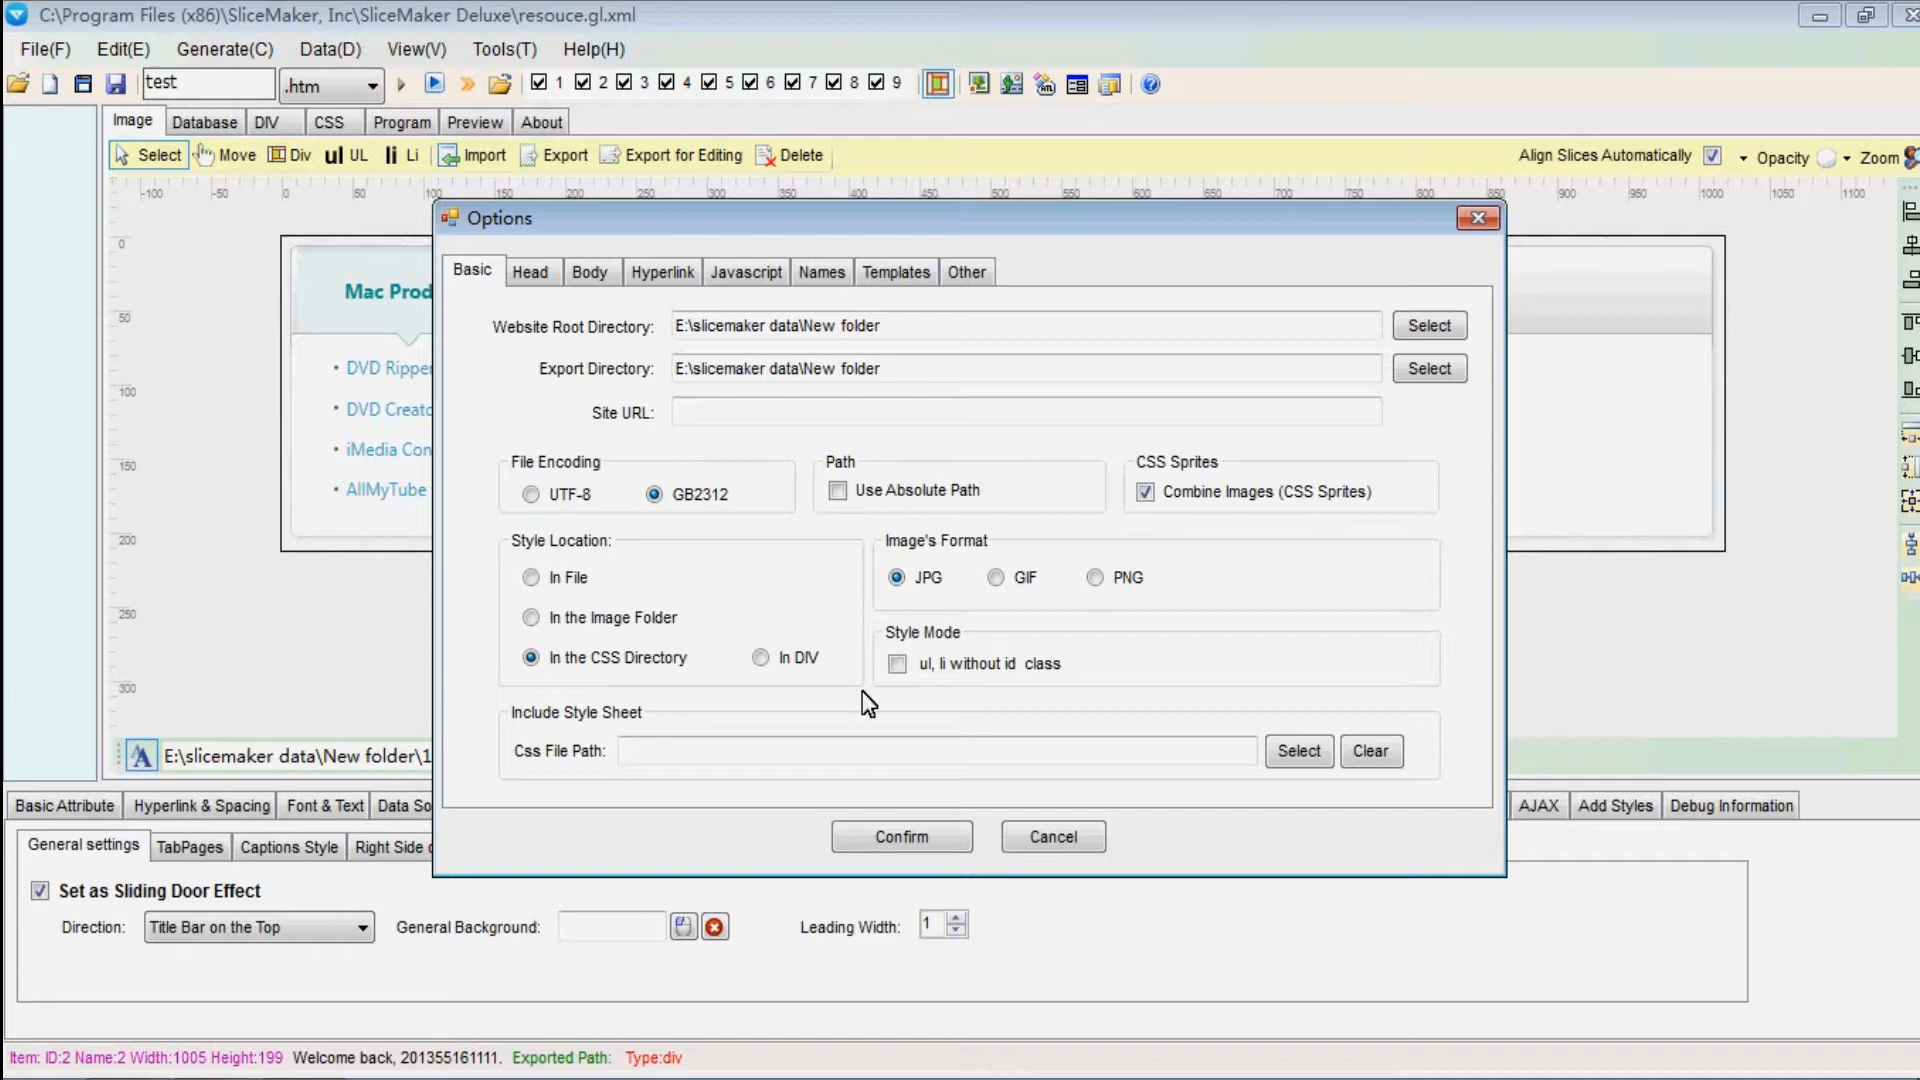 C:\Program Files (x86)\SliceMaker, Inc\SliceMaker Deluxe\resouce.gl.xml
File(F) Edit(E) Generate(C) Data(D) View(V) Tools(T) Help(H)
test .htm 1 2 3 4 5 6 7 8 9
Image Database DIV CSS Program Preview About
Select Move Div ul UL li Li Import Export Export for Editing Delete Align Slices Automatically Opacity Zoom
-100 -50 0 50 100 150 200 250 300 350 400 450 500 550 600 650 700 750 800 850 900 950 1000 1050 1100
Options
0
Mac Prod
Basic Head Body Hyperlink Javascript Names Templates Other
50
Website Root Directory: E:\slicemaker data\New folder Select
• DVD Ripper
Export Directory: E:\slicemaker data\New folder Select
100
• DVD Creato
Site URL:
• iMedia Con
150
File Encoding Path CSS Sprites
• AllMyTube
UTF-8 GB2312 Use Absolute Path Combine Images (CSS Sprites)
200
Style Location: Image's Format
In File JPG GIF PNG
250
In the Image Folder
Style Mode
In the CSS Directory In DIV ul, li without id class
300
Include Style Sheet
Css File Path: Select Clear
A E:\slicemaker data\New folder\1
Basic Attribute Hyperlink & Spacing Font & Text Data So AJAX Add Styles Debug Information
Confirm Cancel
General settings TabPages Captions Style Right Side
Set as Sliding Door Effect
Direction: Title Bar on the Top General Background: Leading Width: 1
Item: ID:2 Name:2 Width:1005 Height:199 Welcome back, 201355161111. Exported Path: Type:div